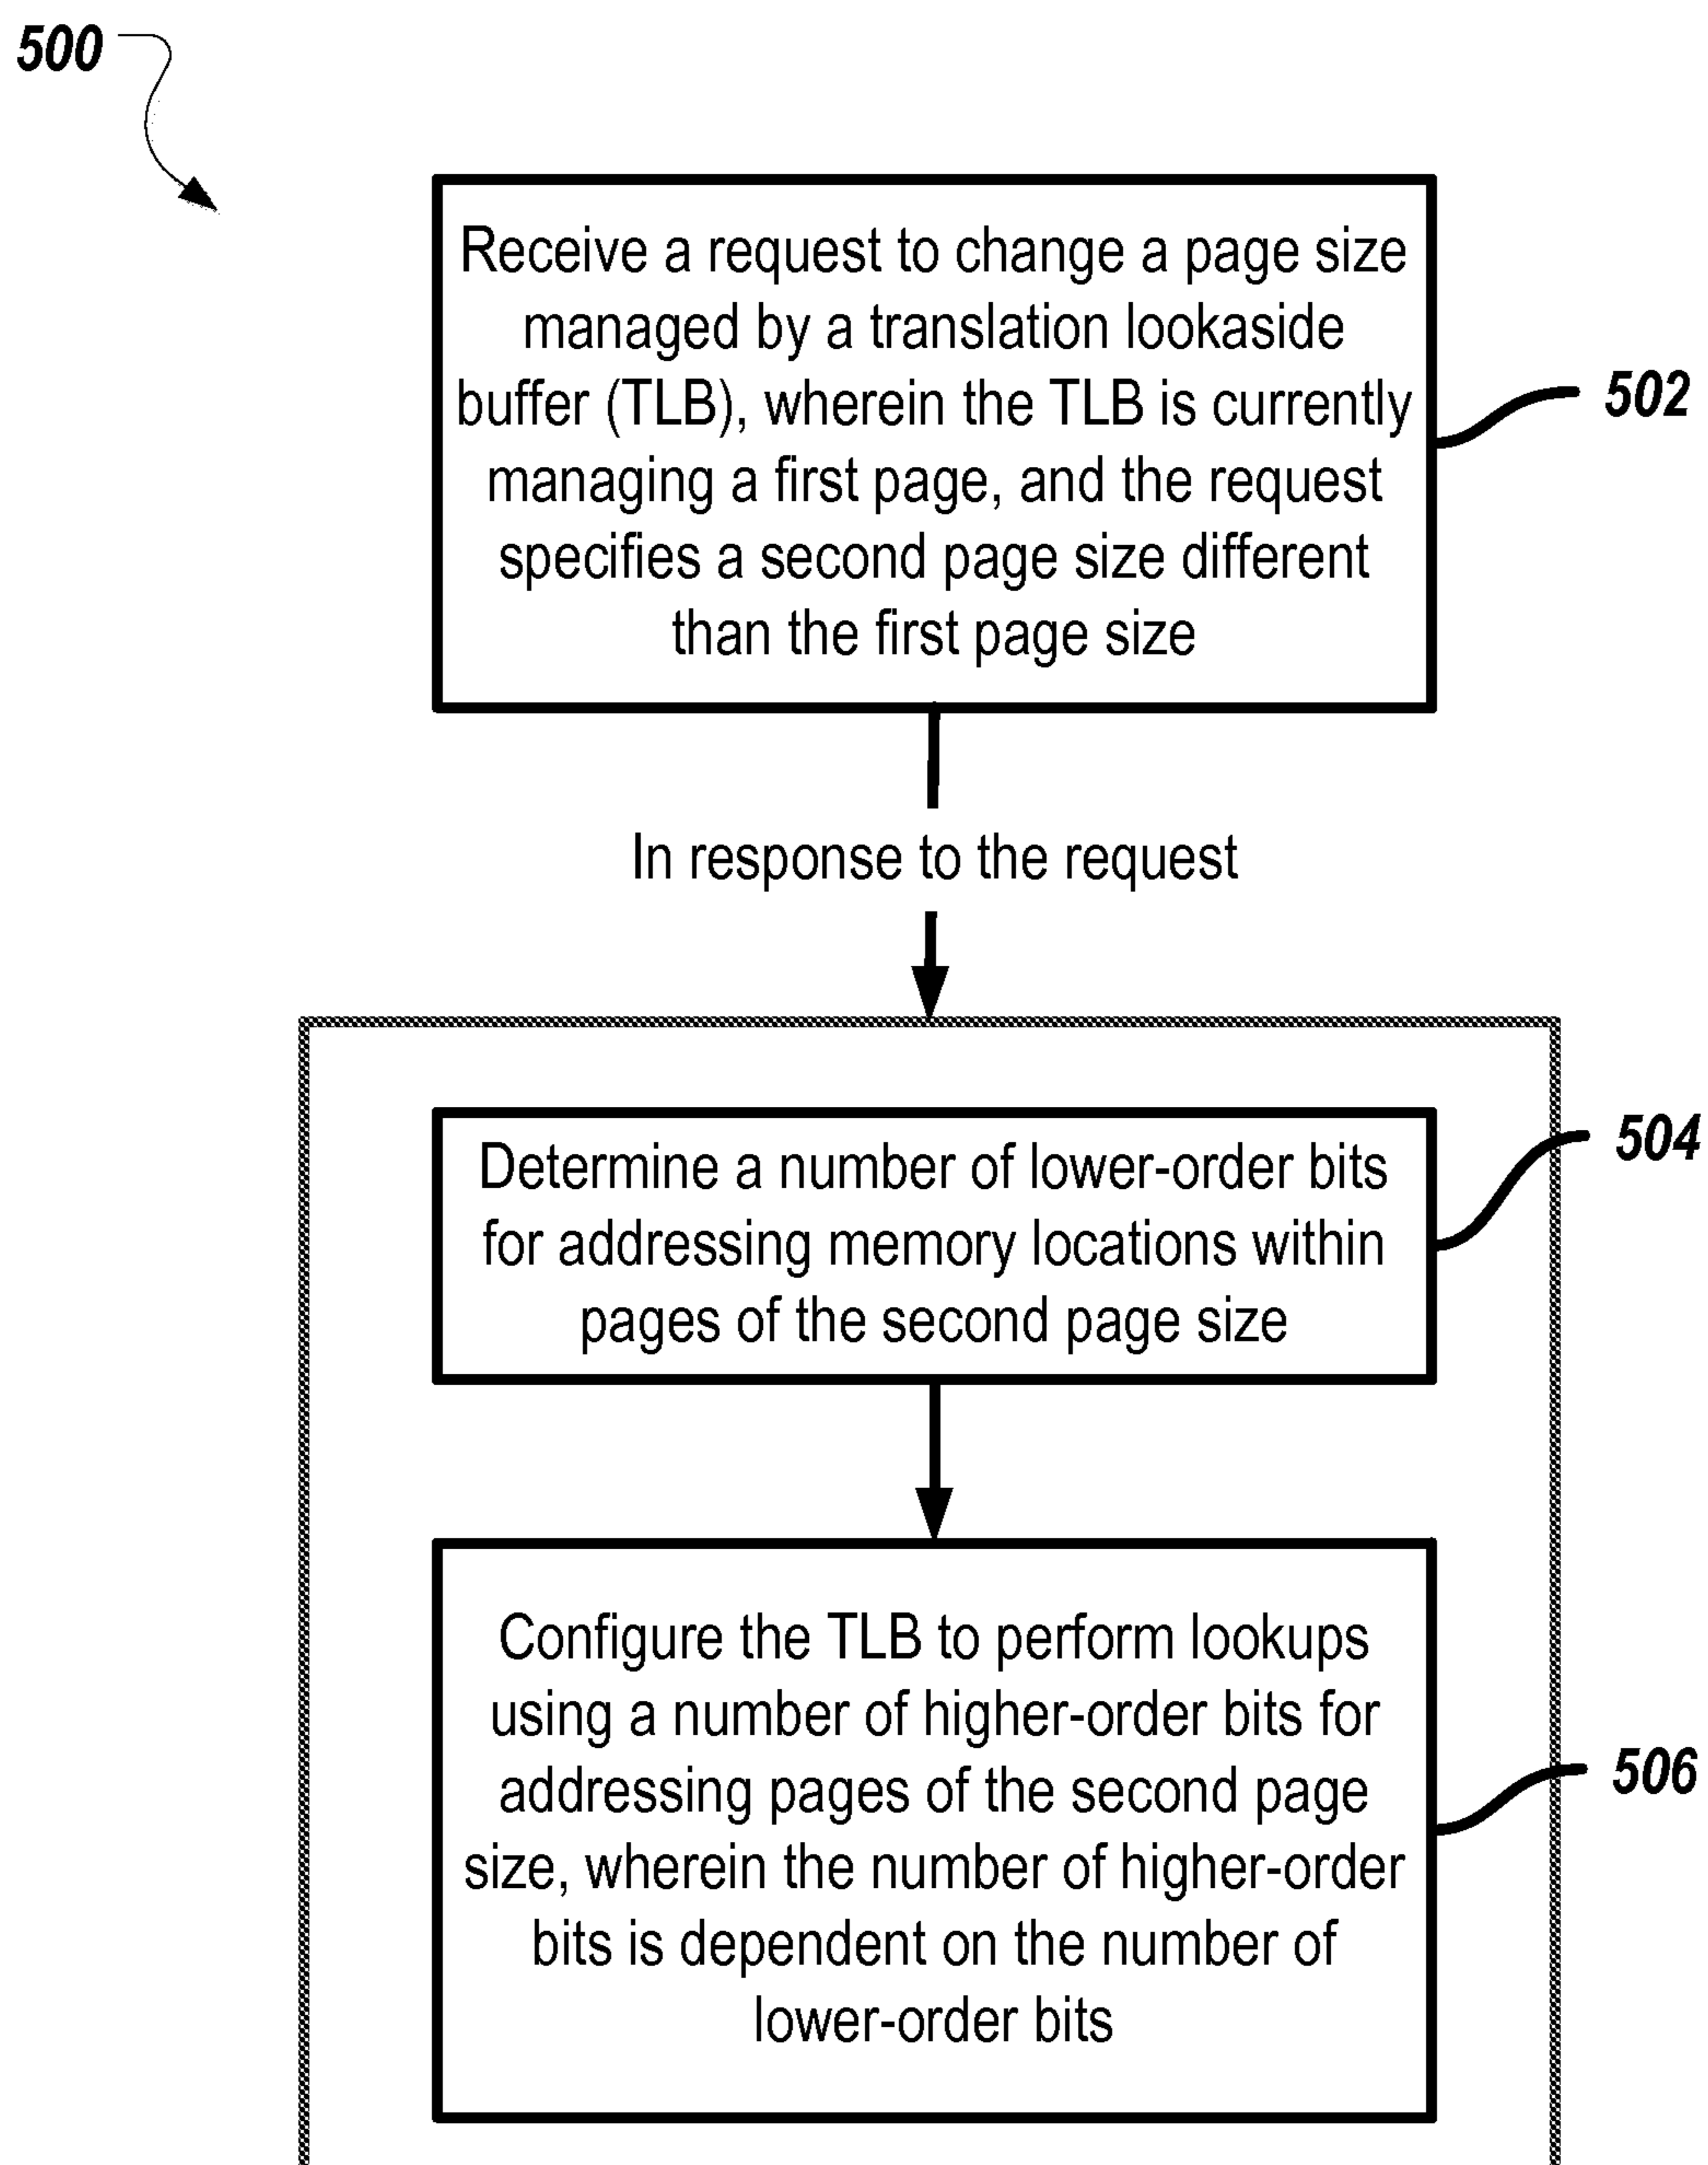 500
Receive a request to change a page size
managed by a translation lookaside
buffer (TLB), wherein the TLB is currently
managing a first page, and the request
specifies a second page size different
than the first page size
502
In response to the request
504
Determine a number of lower-order bits
for addressing memory locations within
pages of the second page size
Configure the TLB to perform lookups
using a number of higher-order bits for
addressing pages of the second page
size, wherein the number of higher-order
bits is dependent on the number of
lower-order bits
506